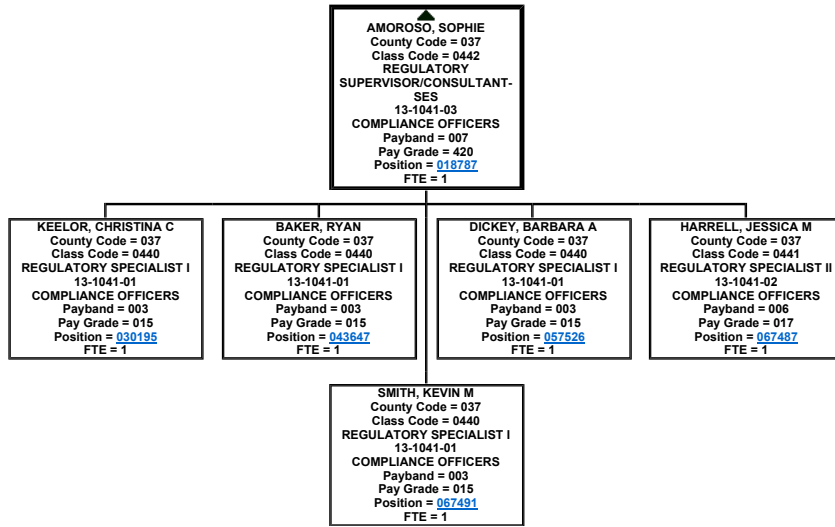 AMOROSO, SOPHIE
County Code = 037
Class Code = 0442
REGULATORY
SUPERVISOR/CONSULTANT-
SES
13-1041-03
COMPLIANCE OFFICERS
Payband = 007
Pay Grade = 420
Position = 018787
FTE = 1
KEELOR, CHRISTINA C
County Code = 037
Class Code = 0440
REGULATORY SPECIALIST I
13-1041-01
COMPLIANCE OFFICERS
Payband = 003
Pay Grade = 015
Position = 030195
FTE = 1
BAKER, RYAN
County Code = 037
Class Code = 0440
REGULATORY SPECIALIST I
13-1041-01
COMPLIANCE OFFICERS
Payband = 003
Pay Grade = 015
Position = 043647
FTE = 1
DICKEY, BARBARA A
County Code = 037
Class Code = 0440
REGULATORY SPECIALIST I
13-1041-01
COMPLIANCE OFFICERS
Payband = 003
Pay Grade = 015
Position = 057526
FTE = 1
HARRELL, JESSICA M
County Code = 037
Class Code = 0441
REGULATORY SPECIALIST II
13-1041-02
COMPLIANCE OFFICERS
Payband = 006
Pay Grade = 017
Position = 067487
FTE = 1
SMITH, KEVIN M
County Code = 037
Class Code = 0440
REGULATORY SPECIALIST I
13-1041-01
COMPLIANCE OFFICERS
Payband = 003
Pay Grade = 015
Position = 067491
FTE = 1